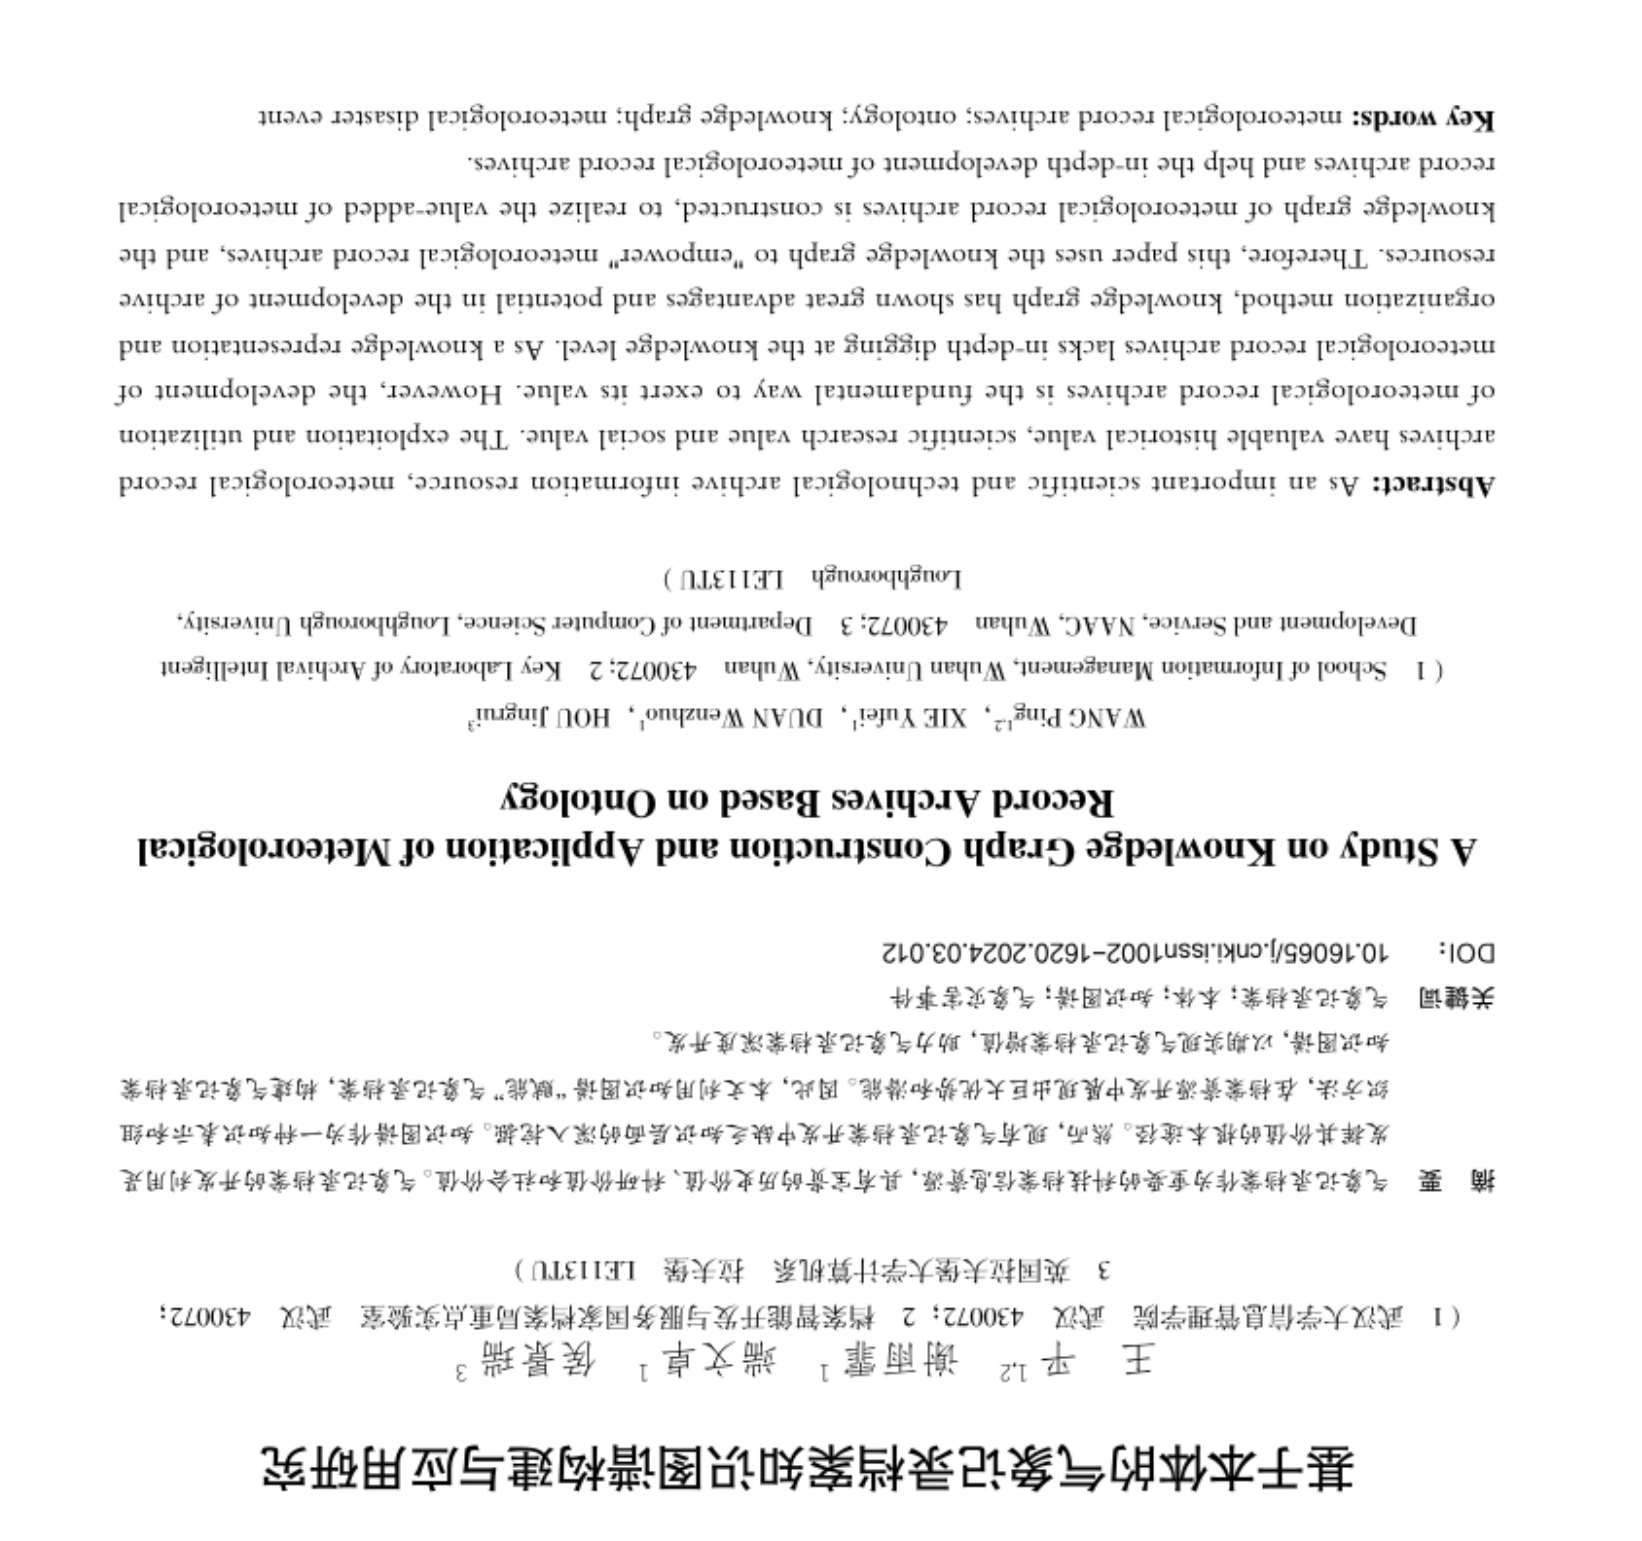 基于本体的气象记录档案知识图谱构建与应用研究
王 平 1,2 谢雨霏 1 端文卓 1 侯景瑞 3
(1 武汉大学信息管理学院 武汉 430072; 2 档案智能开发与服务国家档案局重点实验室 武汉 430072;
3 英国拉夫堡大学计算机系 拉夫堡 LE113TU)
摘 要 气象记录档案作为重要的科技档案信息资源,具有宝贵的历史价值、科研价值和社会价值。气象记录档案的开发利用是
发挥其价值的根本途径。然而,现有气象记录档案开发中缺乏知识层面的深入挖掘。知识图谱作为一种知识表示和组
织方法,在档案资源开发中展现出巨大优势和潜能。因此,本文利用知识图谱“赋能”气象记录档案,构建气象记录档案
知识图谱,以期实现气象记录档案增值,助力气象记录档案深度开发。
关键词 气象记录档案;本体;知识图谱;气象灾害事件
DOI: 10.16065/j.cnki.issn1002-1620.2024.03.012
A Study on Knowledge Graph Construction and Application of Meteorological
Record Archives Based on Ontology
WANG Ping1,2, XIE Yufei1, DUAN Wenzhuo1, HOU Jingrui3
(1 School of Information Management, Wuhan University, Wuhan 430072; 2 Key Laboratory of Archival Intelligent
Development and Service, NAAC, Wuhan 430072; 3 Department of Computer Science, Loughborough University,
Loughborough LE113TU)
Abstract: As an important scientific and technological archive information resource, meteorological record
archives have valuable historical value, scientific research value and social value. The exploitation and utilization
of meteorological record archives is the fundamental way to exert its value. However, the development of
meteorological record archives lacks in-depth digging at the knowledge level. As a knowledge representation and
organization method, knowledge graph has shown great advantages and potential in the development of archive
resources. Therefore, this paper uses the knowledge graph to "empower" meteorological record archives, and the
knowledge graph of meteorological record archives is constructed, to realize the value-added of meteorological
record archives and help the in-depth development of meteorological record archives.
Key words: meteorological record archives; ontology; knowledge graph; meteorological disaster event